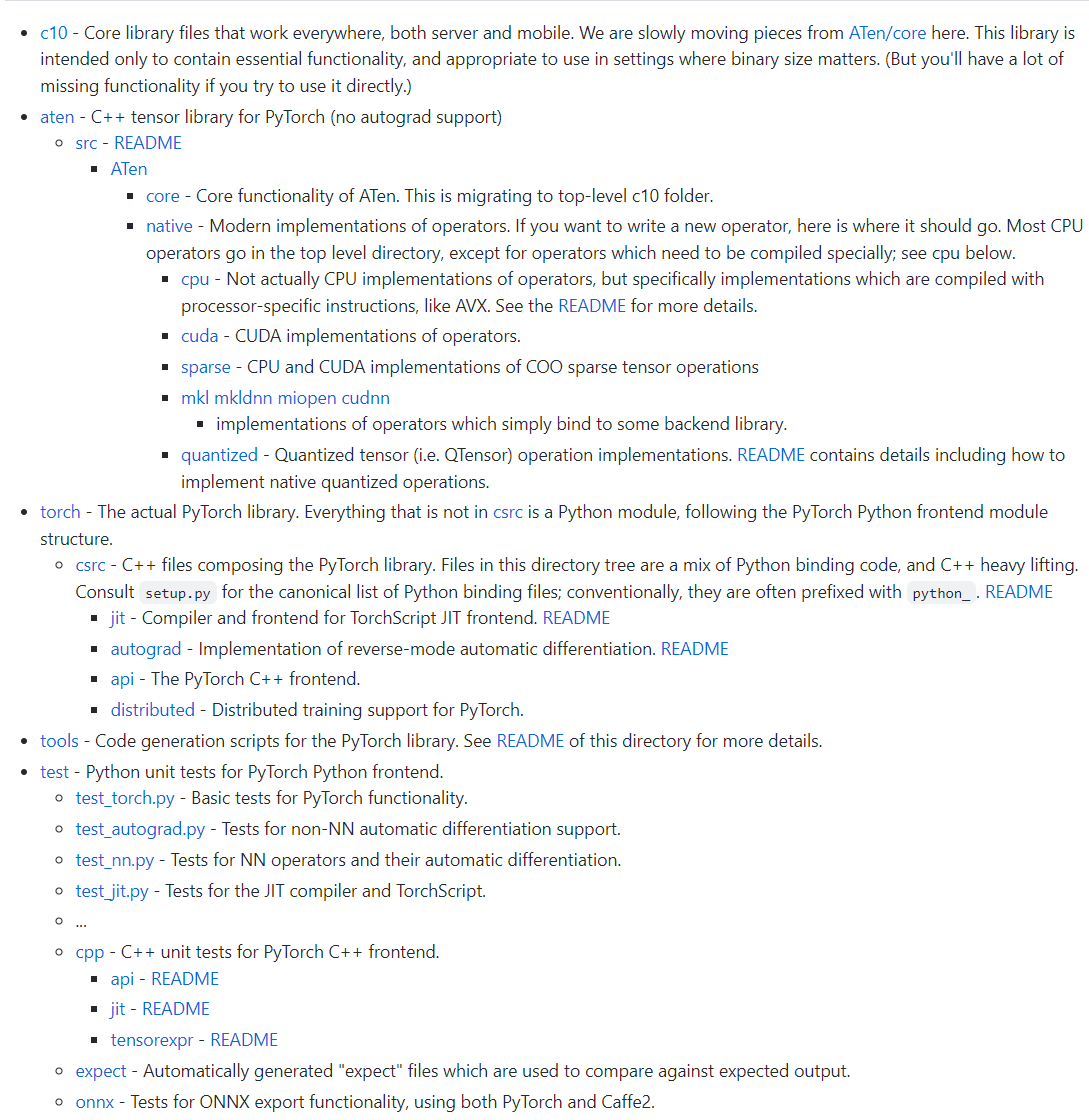 c10 - Core library files that work everywhere, both server and mobile. We are slowly moving pieces from ATen/core here. This library is
intended only to contain essential functionality, and appropriate to use in settings where binary size matters. (But you'll have a lot of
missing functionality if you try to use it directly.)
aten - C++ tensor library for PyTorch (no autograd support)
src - README
ATen
core - Core functionality of ATen. This is migrating to top-level c10 folder.
native - Modern implementations of operators. If you want to write a new operator, here is where it should go. Most CPU
operators go in the top level directory, except for operators which need to be compiled specially; see cpu below.
cpu - Not actually CPU implementations of operators, but specifically implementations which are compiled with
processor-specific instructions, like AVX. See the README for more details.
cuda - CUDA implementations of operators.
sparse - CPU and CUDA implementations of COO sparse tensor operations
mkl mkldnn miopen cudnn
implementations of operators which simply bind to some backend library.
quantized - Quantized tensor (i.e. QTensor) operation implementations. README contains details including how to
implement native quantized operations.
torch - The actual PyTorch library. Everything that is not in csrc is a Python module, following the PyTorch Python frontend module
structure.
csrc - C++ files composing the PyTorch library. Files in this directory tree are a mix of Python binding code, and C++ heavy lifting.
Consult setup.py for the canonical list of Python binding files; conventionally, they are often prefixed with python_ . README
jit - Compiler and frontend for TorchScript JIT frontend. README
autograd - Implementation of reverse-mode automatic differentiation. README
api - The PyTorch C++ frontend.
distributed - Distributed training support for PyTorch.
tools - Code generation scripts for the PyTorch library. See README of this directory for more details.
test - Python unit tests for PyTorch Python frontend.
test_torch.py - Basic tests for PyTorch functionality.
test_autograd.py - Tests for non-NN automatic differentiation support.
test_nn.py - Tests for NN operators and their automatic differentiation.
test_jit.py - Tests for the JIT compiler and TorchScript.
...
cpp - C++ unit tests for PyTorch C++ frontend.
api - README
jit - README
tensorexpr - README
expect - Automatically generated "expect" files which are used to compare against expected output.
onnx - Tests for ONNX export functionality, using both PyTorch and Caffe2.